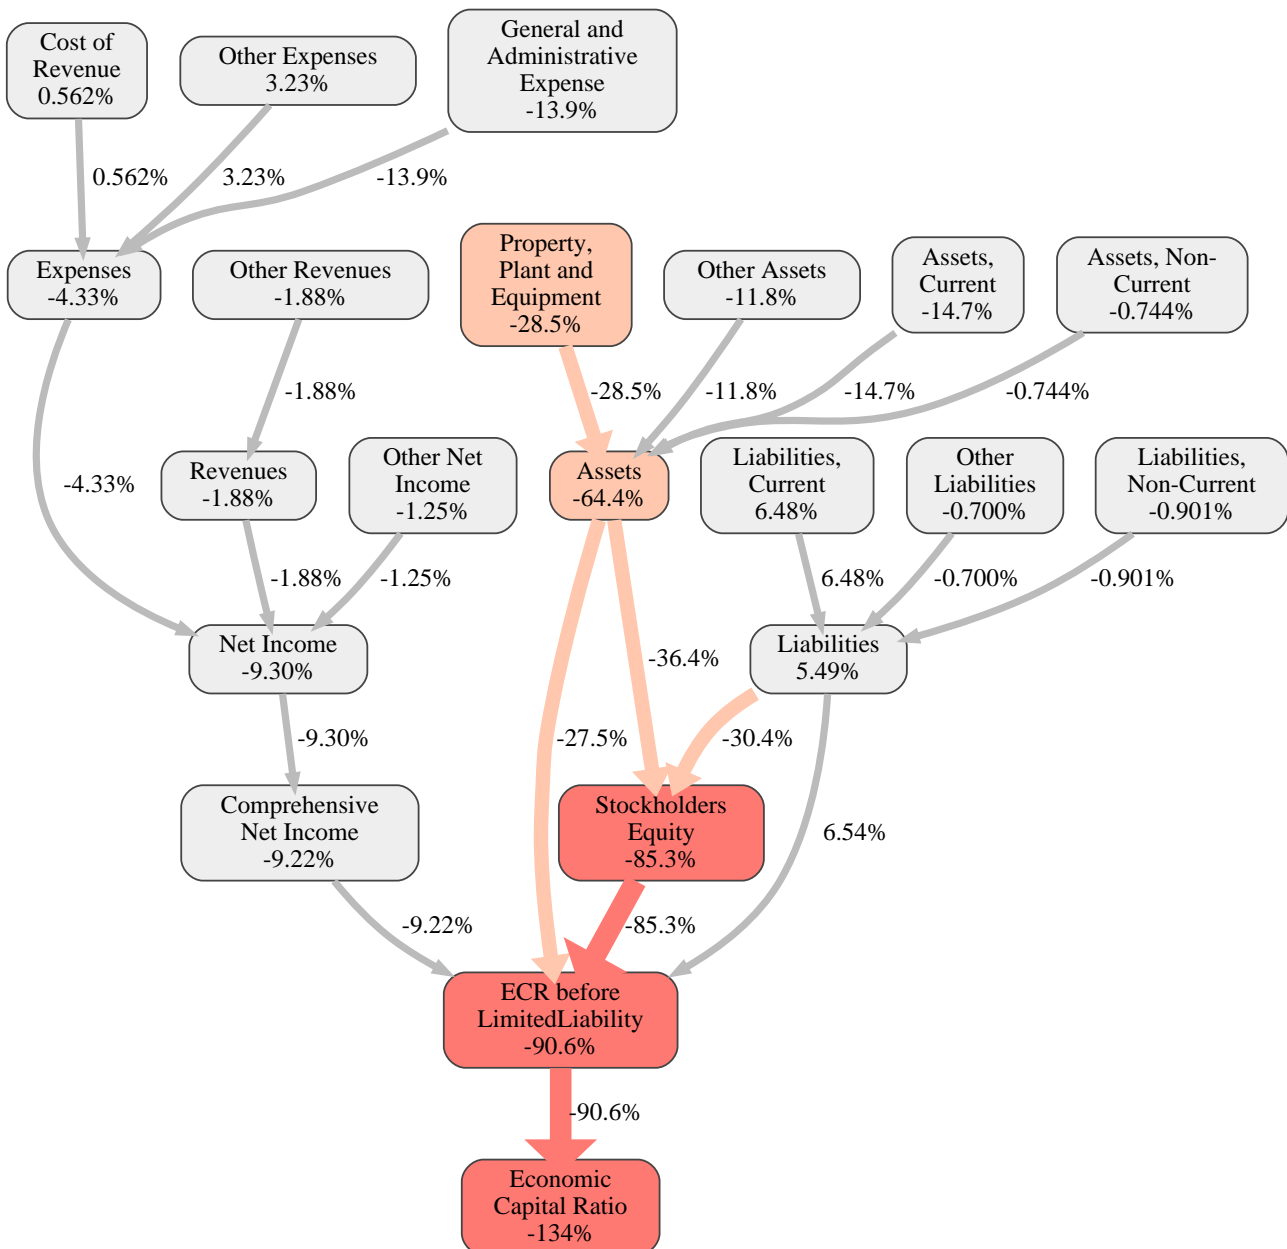 Cost of
Revenue
0.562%
Other Expenses
3.23%
General and
Administrative
Expense
-13.9%
0.562%
3.23%
-13.9%
Expenses
-4.33%
Other Revenues
-1.88%
Property,
Plant and
Equipment
-28.5%
Other Assets
-11.8%
Assets,
Current
-14.7%
Assets, Non-
Current
-0.744%
-1.88%
-28.5%
-11.8%
-14.7%
-0.744%
-4.33%
Revenues
-1.88%
Other Net
Income
-1.25%
Assets
-64.4%
Liabilities,
Current
6.48%
Other
Liabilities
-0.700%
Liabilities,
Non-Current
-0.901%
-1.88%
-1.25%
6.48%
-0.700%
-0.901%
Net Income
-9.30%
-36.4%
Liabilities
5.49%
-9.30%
-27.5%
-30.4%
Comprehensive
Net Income
-9.22%
Stockholders
Equity
-85.3%
6.54%
-9.22%
-85.3%
ECR before
LimitedLiability
-90.6%
-90.6%
Economic
Capital Ratio
-134%